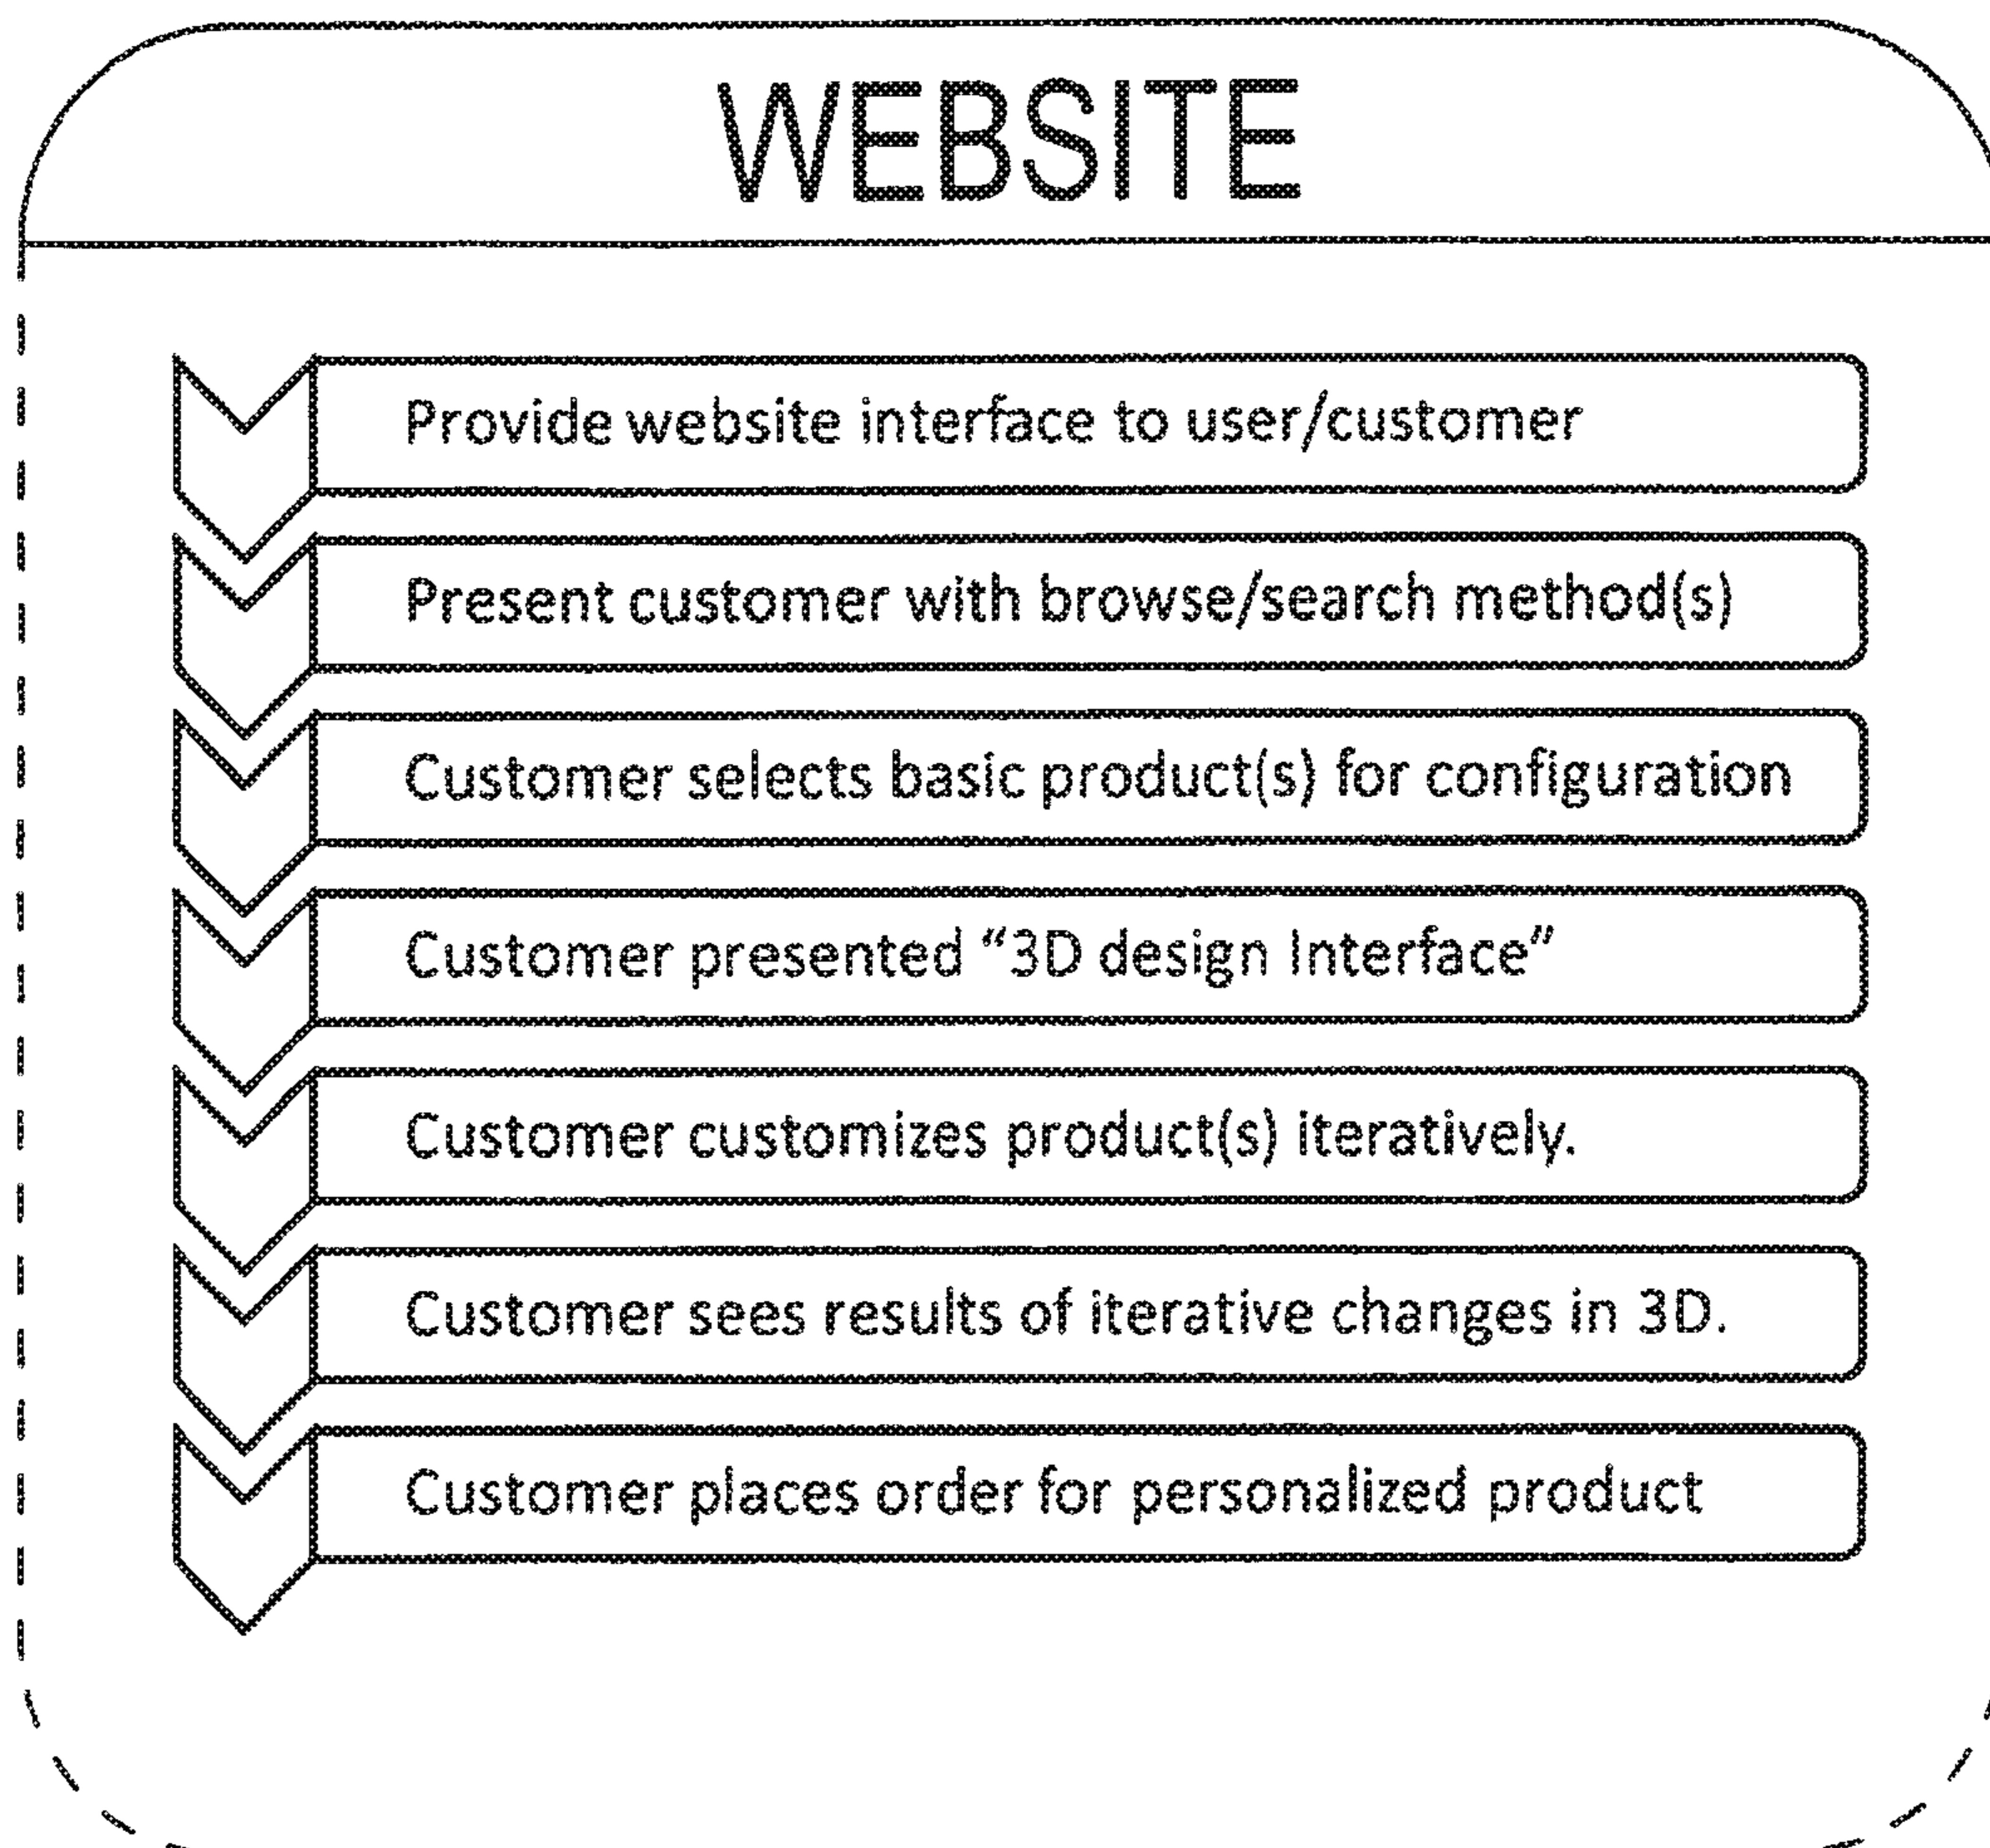 WEBSITE
Provide website interface to user/customer
Present customer with browse/search method(s)
Customer selects basic product(s) for configuration
Customer presented “3D design Interface”
Customer customizes product(s) iteratively.
Customer sees results of iterative changes in 3D.
Customer places order for personalized product